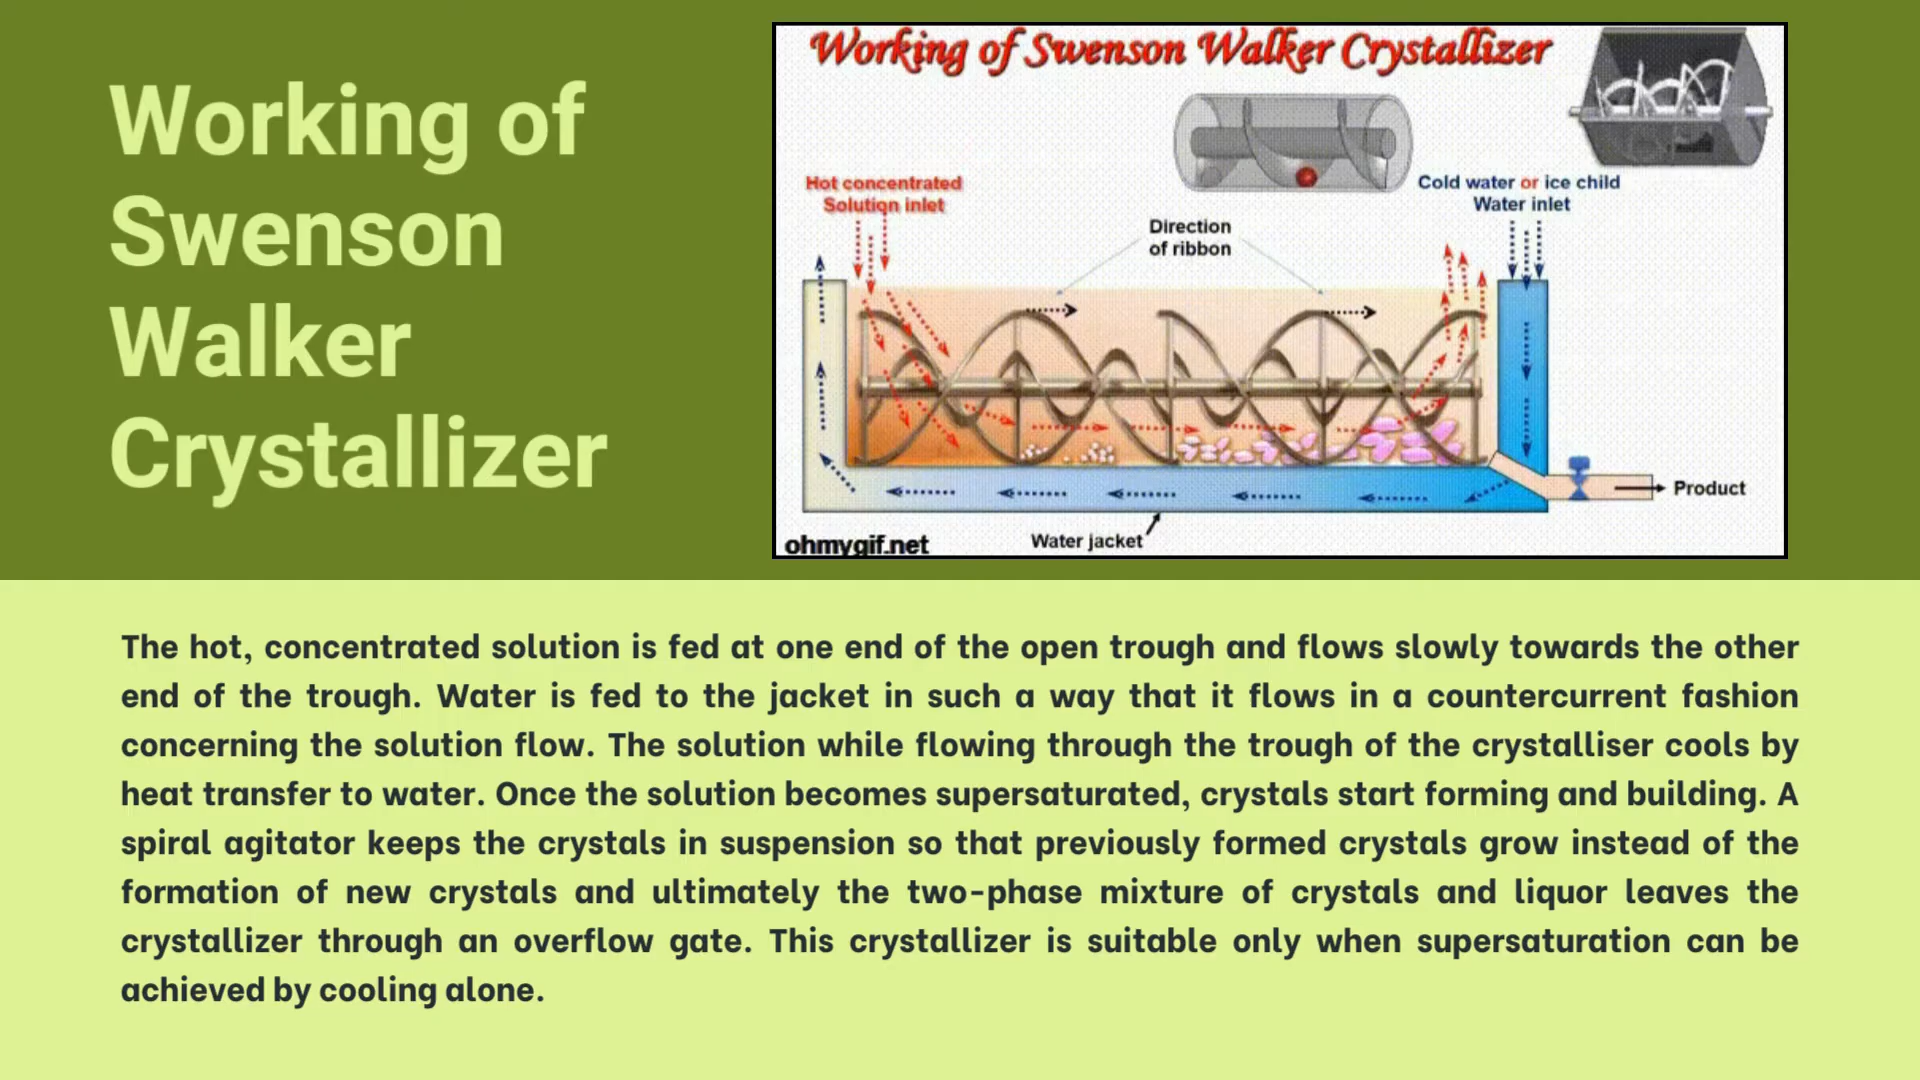 Working of
Swenson
Walker
Crystallizer
Working of Swenson Walker Crystallizer
Hot concentrated
Solution inlet
Direction
of ribbon
Cold water or ice child
Water inlet
Product
Water jacket
ohmygif.net
The hot, concentrated solution is fed at one end of the open trough and flows slowly towards the other
end of the trough. Water is fed to the jacket in such a way that it flows in a countercurrent fashion
concerning the solution flow. The solution while flowing through the trough of the crystalliser cools by
heat transfer to water. Once the solution becomes supersaturated, crystals start forming and building. A
spiral agitator keeps the crystals in suspension so that previously formed crystals grow instead of the
formation of new crystals and ultimately the two-phase mixture of crystals and liquor leaves the
crystallizer through an overflow gate. This crystallizer is suitable only when supersaturation can be
achieved by cooling alone.